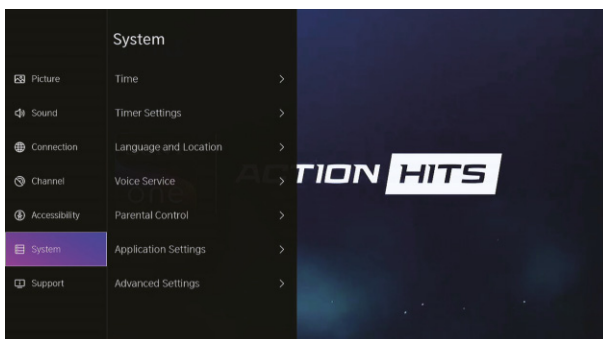 System
Picture
Sound
Connection
Channel
Accessibility
System
Support
Time
Timer Settings
Language and Location
Voice Service
Parental Control
Application Settings
Advanced Settings
ACTION HITS
one